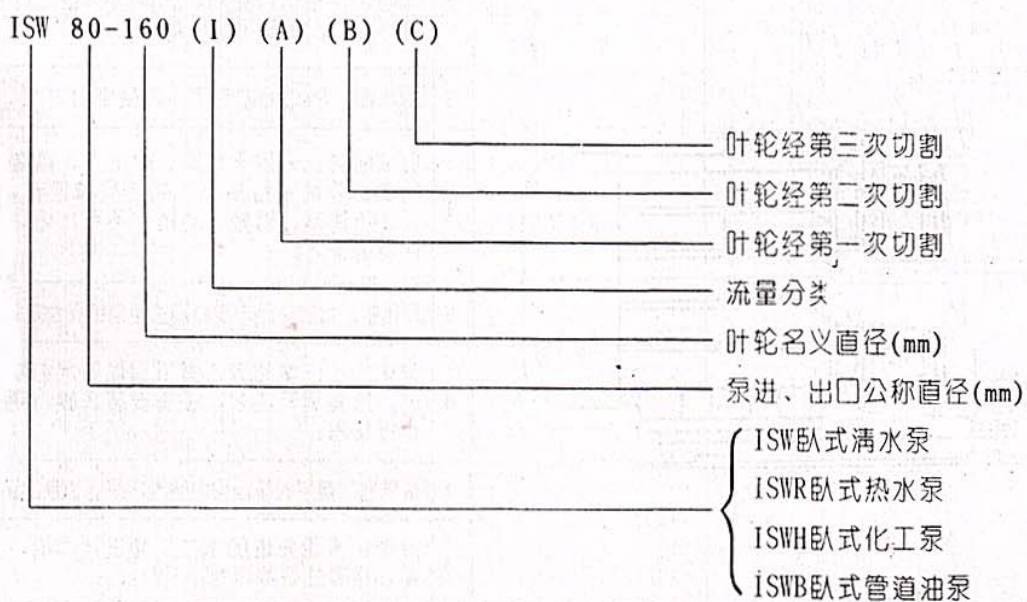 ISW 80-160 (I) (A) (B) (C)
叶轮经第三次切割
叶轮经第二次切割
叶轮经第一次切割
流量分类
叶轮名义直径(mm)
泵进、出口公称直径(mm)
ISW卧式清水泵
ISWR卧式热水泵
ISWH卧式化工泵
ISWB卧式管道油泵